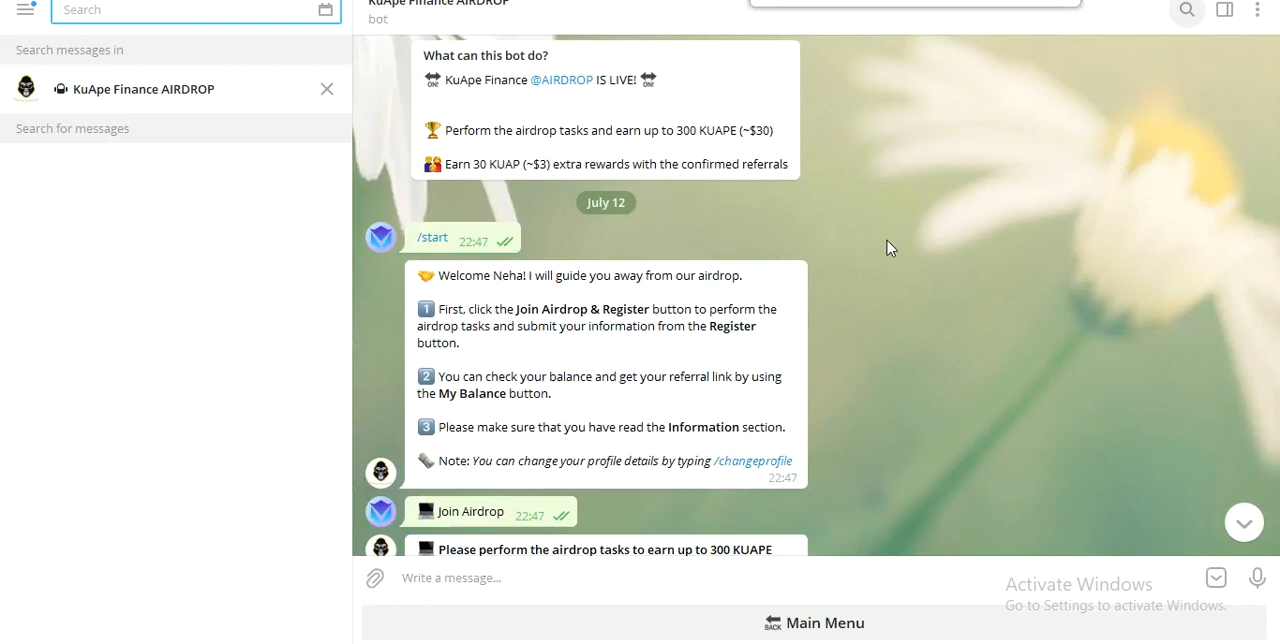 Search
KuApe Finance AIRDROP
bot
Search messages in
KuApe Finance AIRDROP
Search for messages
What can this bot do?
KuApe Finance @AIRDROP IS LIVE!
🏆 Perform the airdrop tasks and earn up to 300 KUAPE (~$30)
Earn 30 KUAP (~$3) extra rewards with the confirmed referrals
July 12
/start 22:47
🤝 Welcome Neha! I will guide you away from our airdrop.
1️⃣ First, click the Join Airdrop & Register button to perform the
airdrop tasks and submit your information from the Register
button.
2️⃣ You can check your balance and get your referral link by using
the My Balance button.
3️⃣ Please make sure that you have read the Information section.
Note: You can change your profile details by typing /changeprofile
22:47
Join Airdrop 22:47
Please perform the airdrop tasks to earn up to 300 KUAPE
Write a message...
Activate Windows
Go to Settings to activate Windows.
BACK Main Menu